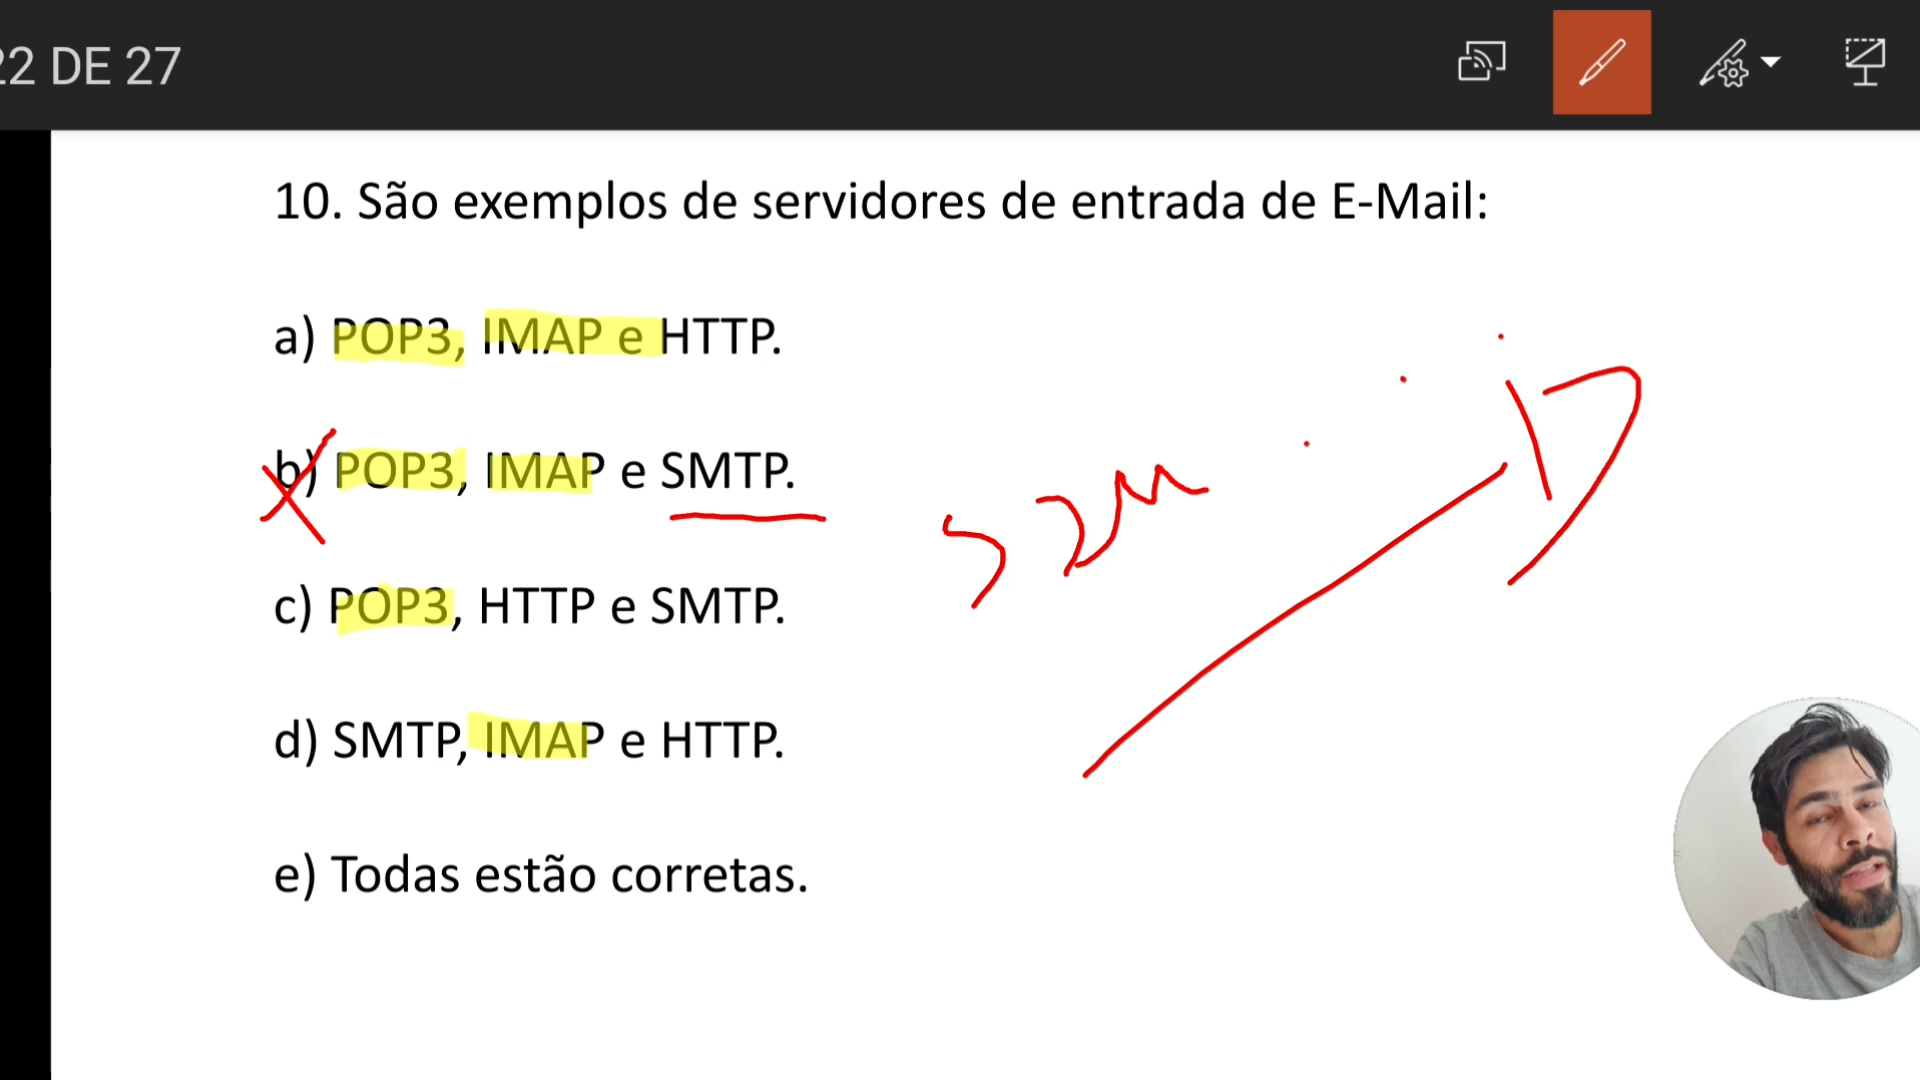 22 DE 27
10. São exemplos de servidores de entrada de E-Mail:
a) POP3, IMAP e HTTP.
b) POP3, IMAP e SMTP.
c) POP3, HTTP e SMTP.
d) SMTP, IMAP e HTTP.
e) Todas estão corretas.